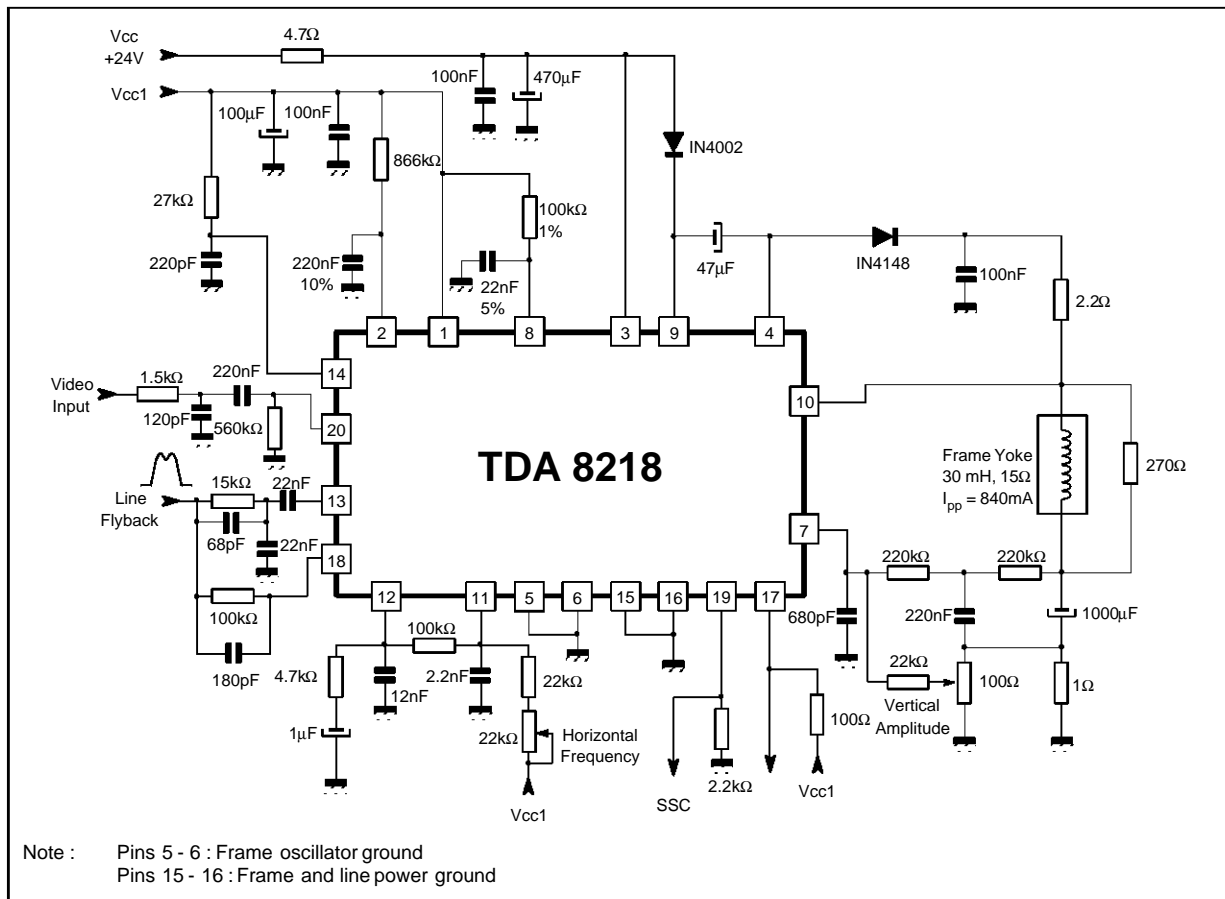 Vcc
+24V
4.7Ω
Vcc1
100µF
100nF
100nF
470µF
IN4002
866kΩ
27kΩ
100kΩ
1%
220pF
220nF
10%
22nF
5%
47µF
IN4148
100nF
2.2Ω
2
1
8
3
9
4
14
Video
Input
1.5kΩ
220nF
120pF
560kΩ
20
10
TDA 8218
Frame Yoke
30 mH, 15Ω
Ipp = 840mA
270Ω
Line
Flyback
15kΩ
22nF
13
68pF
22nF
18
7
100kΩ
180pF
12
11
5
6
15
16
19
17
220kΩ
220kΩ
680pF
220nF
1000µF
100kΩ
4.7kΩ
12nF
2.2nF
22kΩ
1µF
22kΩ
Horizontal
Frequency
Vcc1
SSC
2.2kΩ
100Ω
Vcc1
22kΩ
Vertical
Amplitude
100Ω
1Ω
Note : Pins 5 - 6 : Frame oscillator ground
Pins 15 - 16 : Frame and line power ground